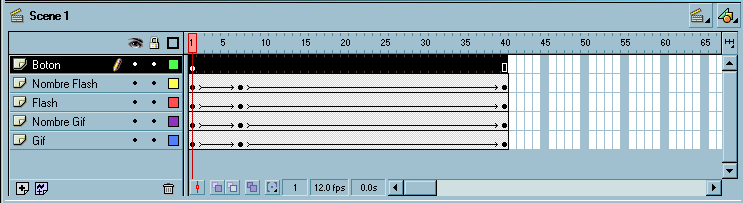 Scene 1
1 5 10 15 20 25 30 35 40 45 50 55 60 65
Boton
Nombre Flash
Flash
Nombre Gif
Gif
1 12.0 fps 0.0s